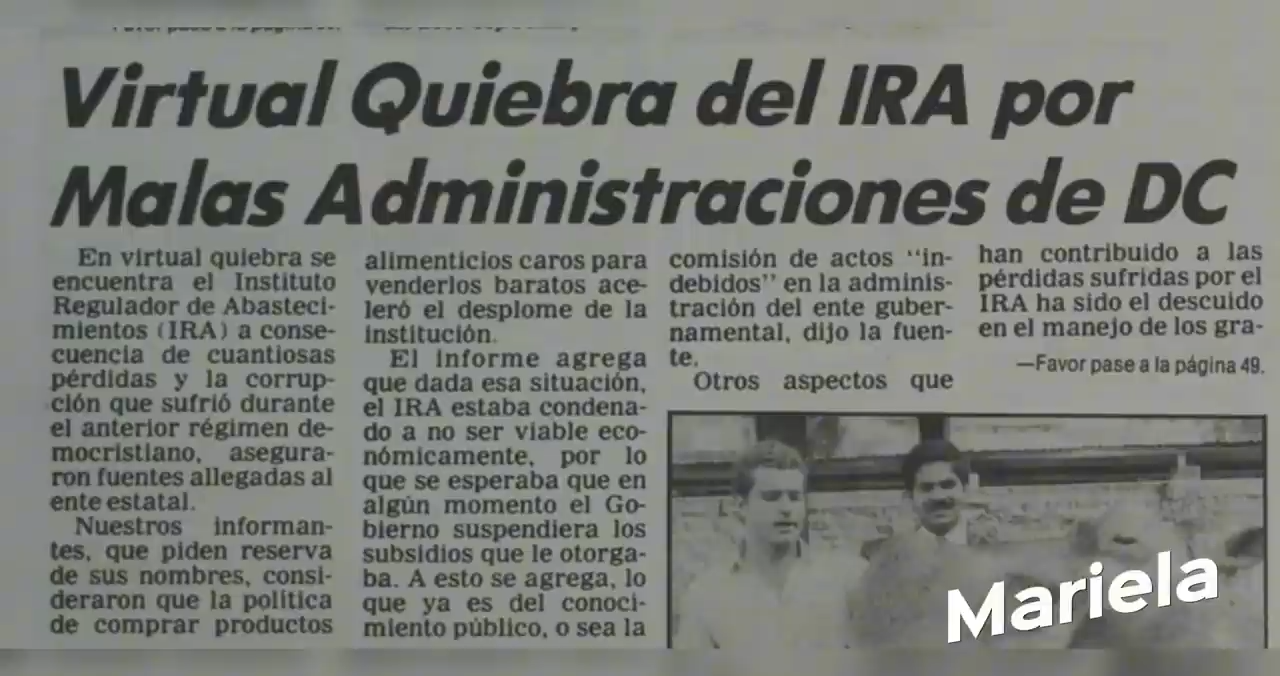 Virtual Quiebra del IRA por
Malas Administraciones de DC
En virtual quiebra se
encuentra el Instituto
Regulador de Abasteci-
mientos (IRA) a conse-
cuencia de cuantiosas
pérdidas y la corrup-
ción que sufrió durante
el anterior régimen de-
mocristiano, asegura-
ron fuentes allegadas al
ente estatal.
Nuestros informan-
tes, que piden reserva
de sus nombres, consi-
deraron que la política
de comprar productos
alimenticios caros para
venderlos baratos ace-
leró el desplome de la
institución.
El informe agrega
que dada esa situación,
el IRA estaba condena-
do a no ser viable eco-
nómicamente, por lo
que se esperaba que en
algún momento el Go-
bierno suspendiera los
subsidios que le otorga-
ba. A esto se agrega, lo
que ya es del conoci-
miento público, o sea la
comisión de actos "in-
debidos" en la adminis-
tración del ente guber-
namental, dijo la fuen-
te.
Otros aspectos que
han contribuido a las
pérdidas sufridas por el
IRA ha sido el descuido
en el manejo de los gra-
—Favor pase a la página 49.
Mariela